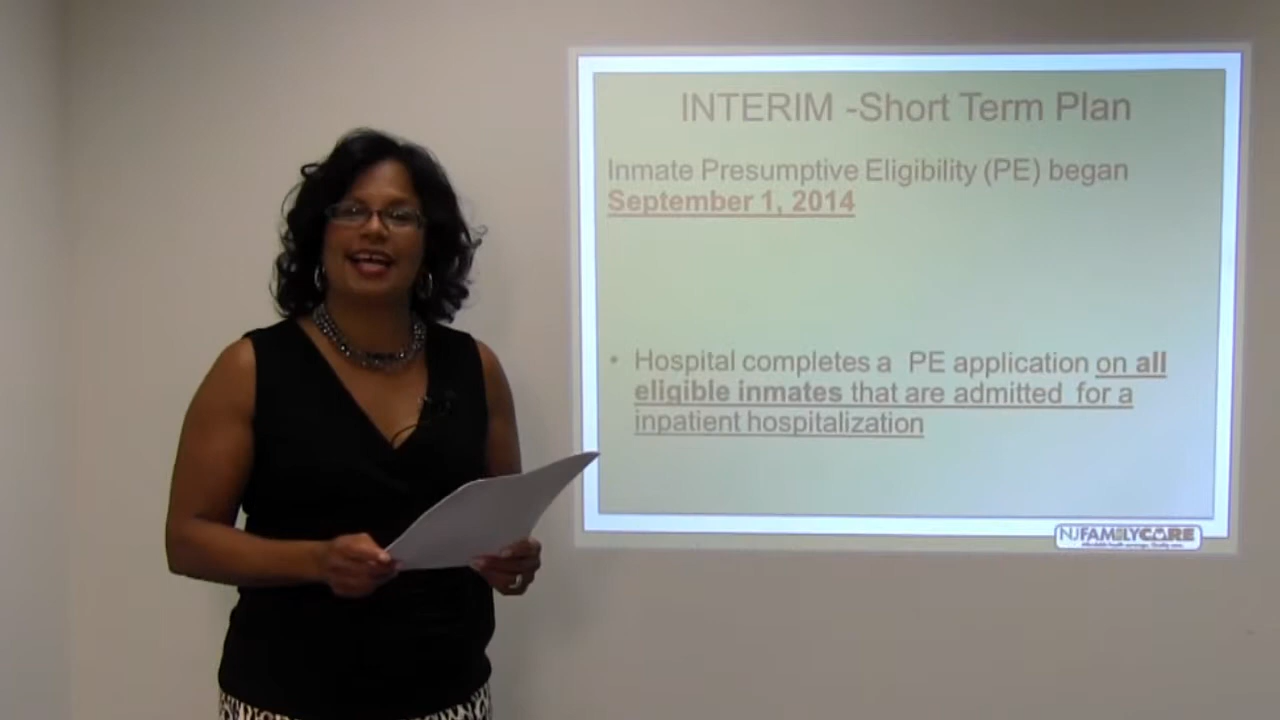 INTERIM -Short Term Plan
Inmate Presumptive Eligibility (PE) began
September 1, 2014
• Hospital completes a PE application on all
eligible inmates that are admitted for a
inpatient hospitalization
NJFAMILYCARE